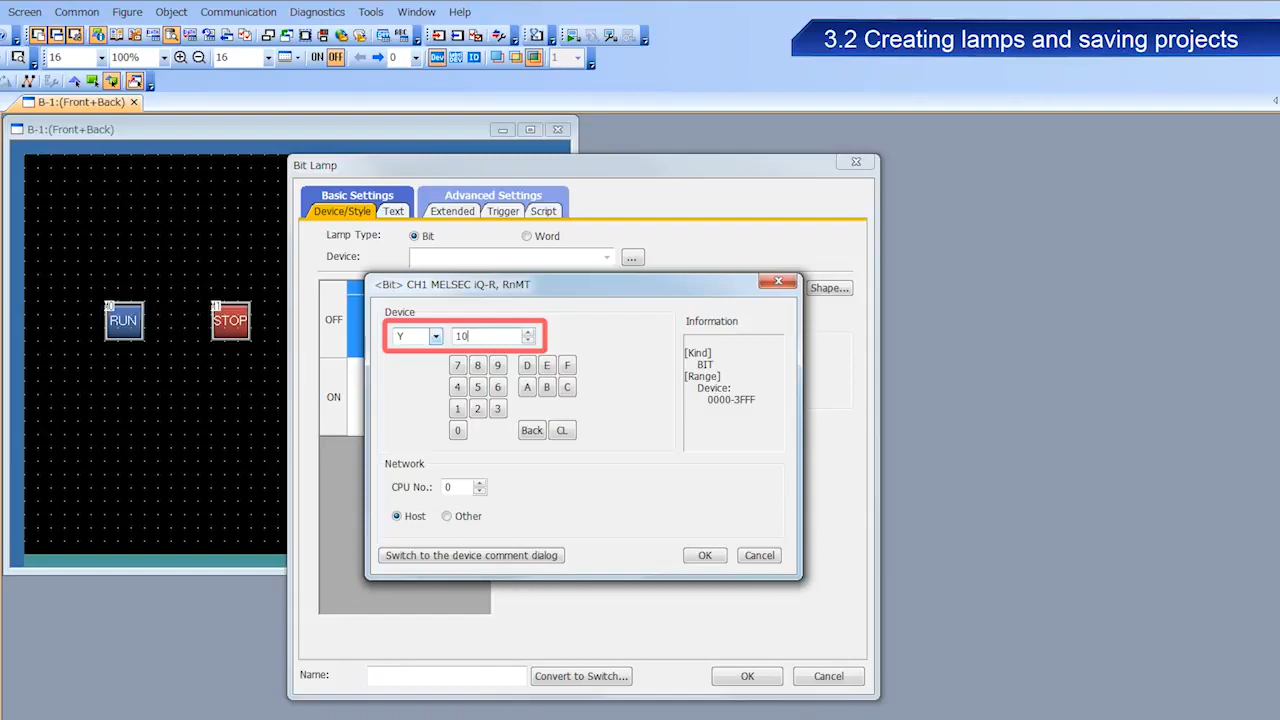 Screen Common Figure Object Communication Diagnostics Tools Window Help
3.2 Creating lamps and saving projects
16 100% 16 ON OFF 0 Dev ID 1
B-1:(Front+Back)
B-1:(Front+Back)
Bit Lamp
Basic Settings Advanced Settings
Device/Style Text Extended Trigger Script
Lamp Type: Bit Word
Device: ...
<Bit> CH1 MELSEC iQ-R, RnMT
Shape...
Device
Information
RUN STOP
OFF
Y 10
[Kind]
BIT
[Range]
Device:
0000-3FFF
7 8 9 D E F
4 5 6 A B C
ON
1 2 3
0 Back CL
Network
CPU No.: 0
Host Other
Switch to the device comment dialog OK Cancel
Name: Convert to Switch... OK Cancel